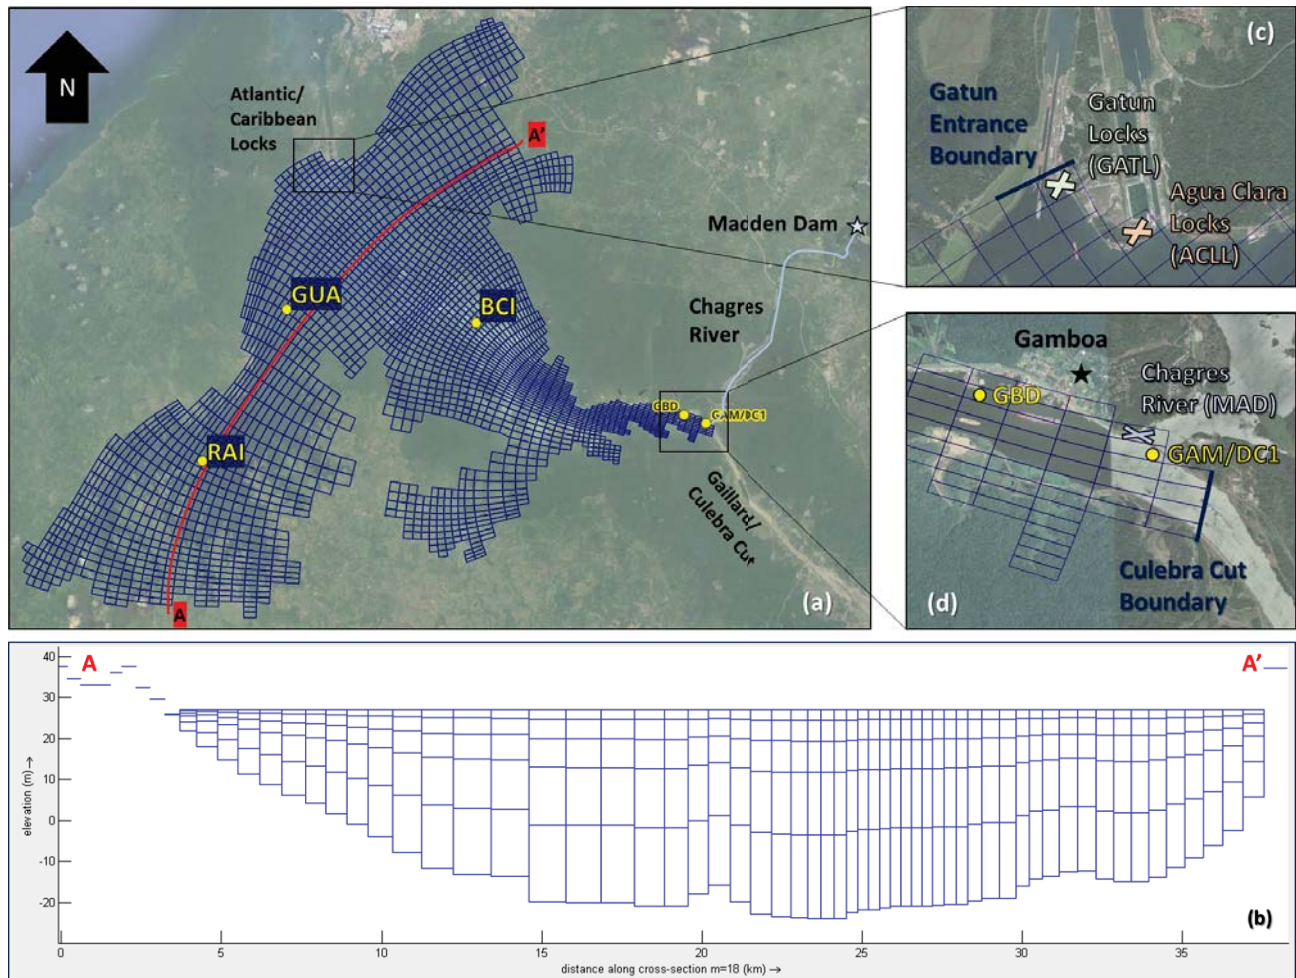 N
Atlantic/
Caribbean
Locks
A'
Madden Dam
GUA
BCI
Chagres
River
GBD
GAM/DC1
RAI
Gaillard/
Culebra Cut
A
(a)
(c)
Gatun
Entrance
Boundary
Gatun
Locks
(GATL)
Agua Clara
Locks
(ACLL)
Gamboa
GBD
Chagres
River (MAD)
GAM/DC1
Culebra Cut
Boundary
(d)
A
A'
40
30
20
10
0
-10
-20
elevation (m) →
(b)
0
5
10
15
20
25
30
35
distance along cross-section m=18 (km) →